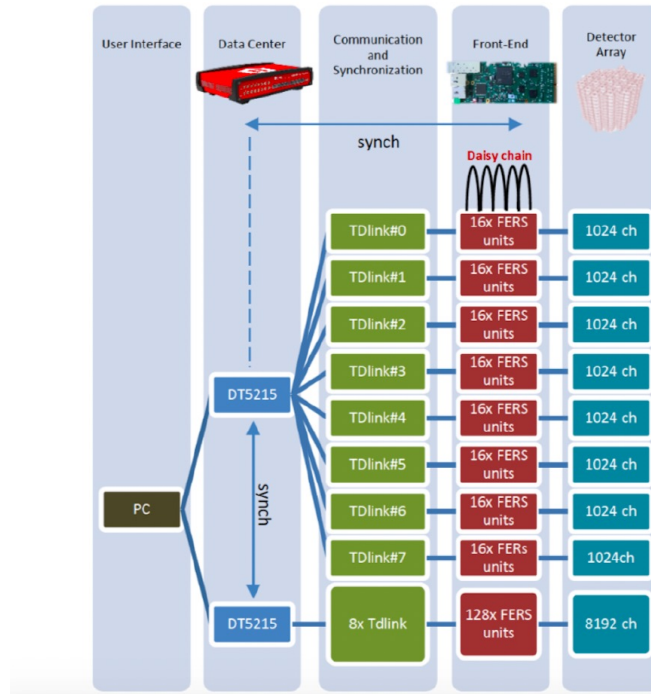 User Interface
Data Center
Communication
and
Synchronization
Front-End
Detector
Array
synch
Daisy chain
TDlink#0
16x FERS
units
1024 ch
TDlink#1
16x FERS
units
1024 ch
TDlink#2
16x FERS
units
1024 ch
TDlink#3
16x FERS
units
1024 ch
DT5215
TDlink#4
16x FERS
units
1024 ch
synch
TDlink#5
16x FERS
units
1024 ch
PC
TDlink#6
16x FERS
units
1024 ch
TDlink#7
16x FERs
units
1024ch
DT5215
8x Tdlink
128x FERS
units
8192 ch